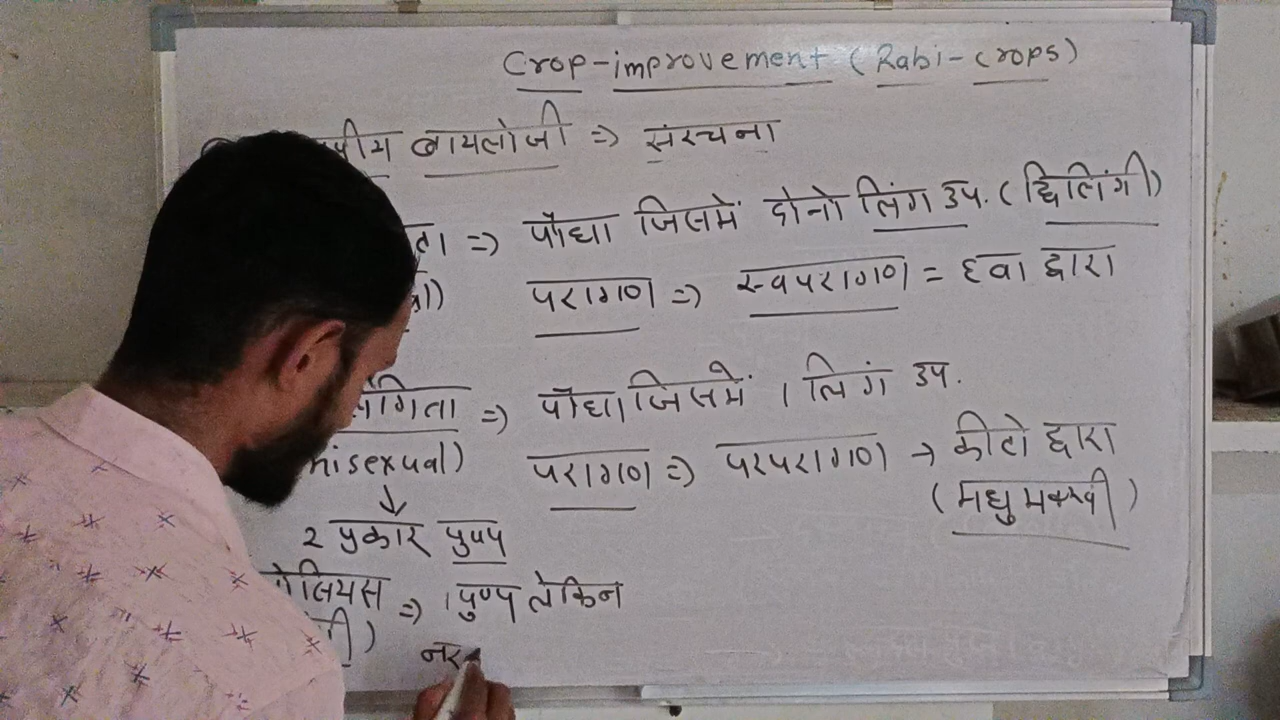 Crop-improvement (Rabi-crops)
बायलोजी => संरचना
=> पौधा जिसमें दोनो लिंग उप. (द्विलिंगी)
परागण => स्वपरागण = हवा द्वारा
=> पौधा जिसमें 1 लिंग उप.
परागण => परपरागण → कीटो द्वारा
(मधुमक्खी)
↓
2 प्रकार पुष्प
=> 1 पुष्प लेकिन
नर